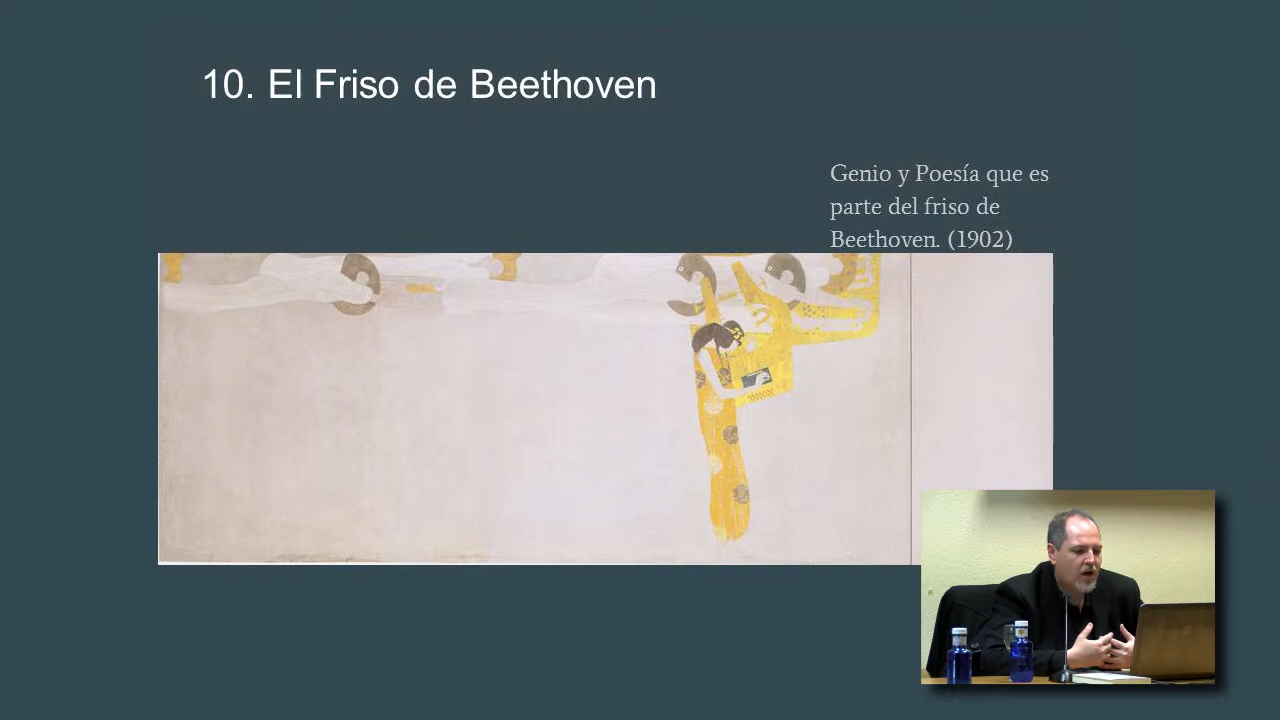 10. El Friso de Beethoven
Genio y Poesía que es
parte del friso de
Beethoven. (1902)